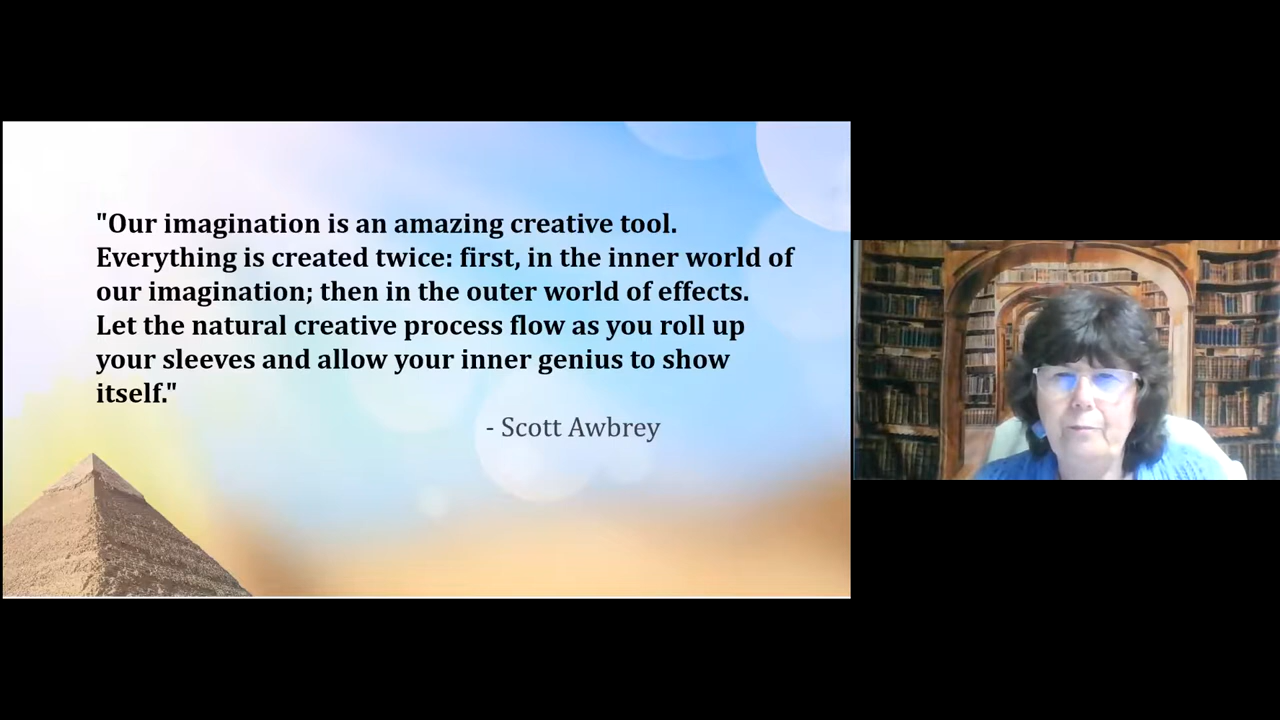 "Our imagination is an amazing creative tool.
Everything is created twice: first, in the inner world of
our imagination; then in the outer world of effects.
Let the natural creative process flow as you roll up
your sleeves and allow your inner genius to show
itself."
- Scott Awbrey